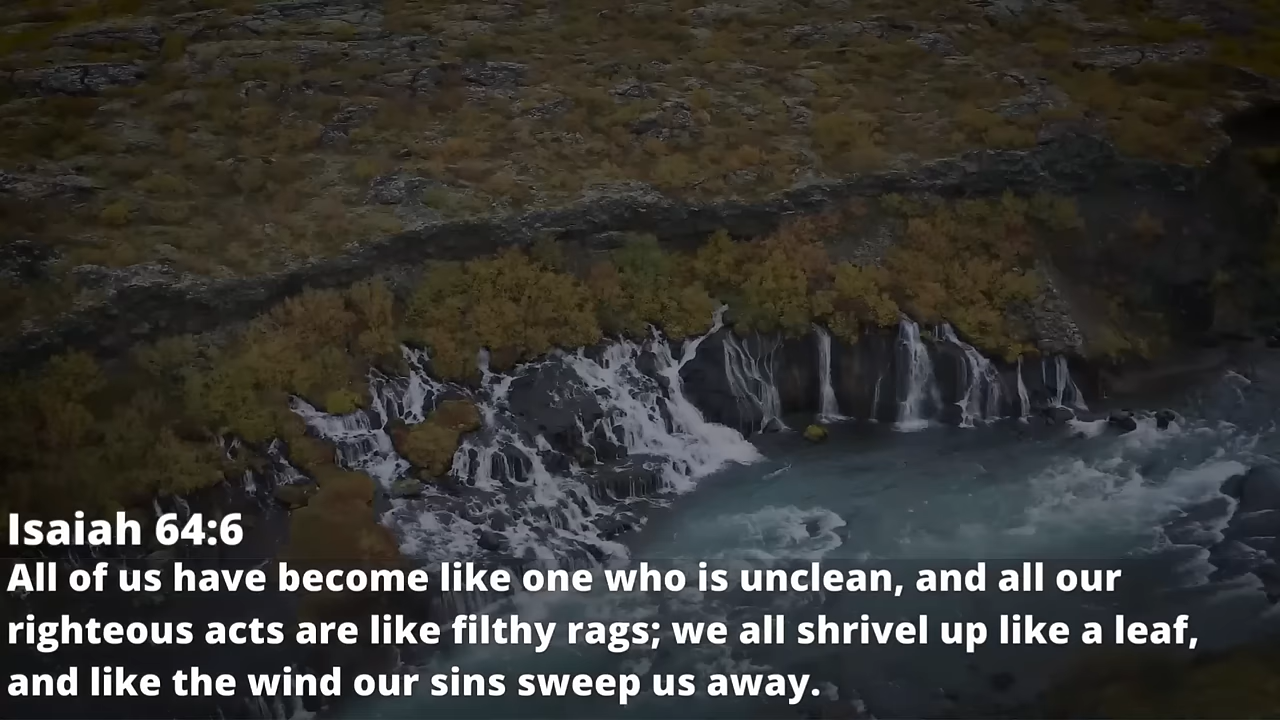 Isaiah 64:6
All of us have become like one who is unclean, and all our
righteous acts are like filthy rags; we all shrivel up like a leaf,
and like the wind our sins sweep us away.